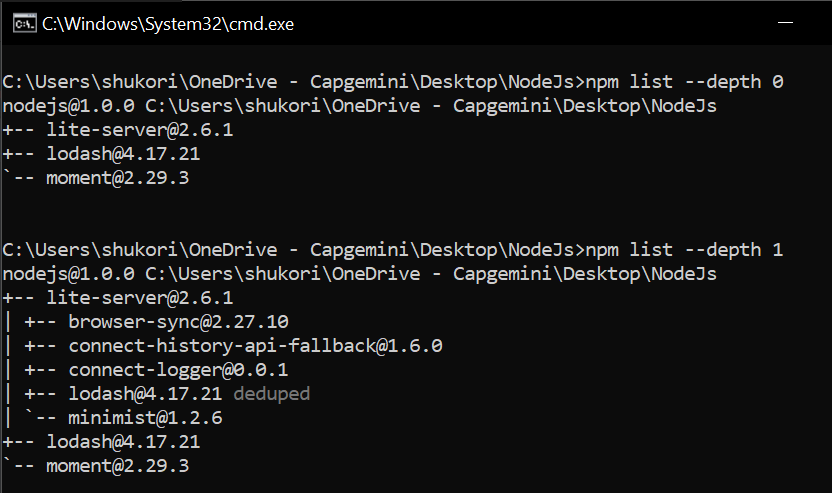 C:\Windows\System32\cmd.exe
C:\Users\shukori\OneDrive - Capgemini\Desktop\NodeJs>npm list --depth 0
nodejs@1.0.0 C:\Users\shukori\OneDrive - Capgemini\Desktop\NodeJs
+-- lite-server@2.6.1
+-- lodash@4.17.21
`-- moment@2.29.3
C:\Users\shukori\OneDrive - Capgemini\Desktop\NodeJs>npm list --depth 1
nodejs@1.0.0 C:\Users\shukori\OneDrive - Capgemini\Desktop\NodeJs
+-- lite-server@2.6.1
| +-- browser-sync@2.27.10
| +-- connect-history-api-fallback@1.6.0
| +-- connect-logger@0.0.1
| +-- lodash@4.17.21 deduped
| `-- minimist@1.2.6
+-- lodash@4.17.21
`-- moment@2.29.3